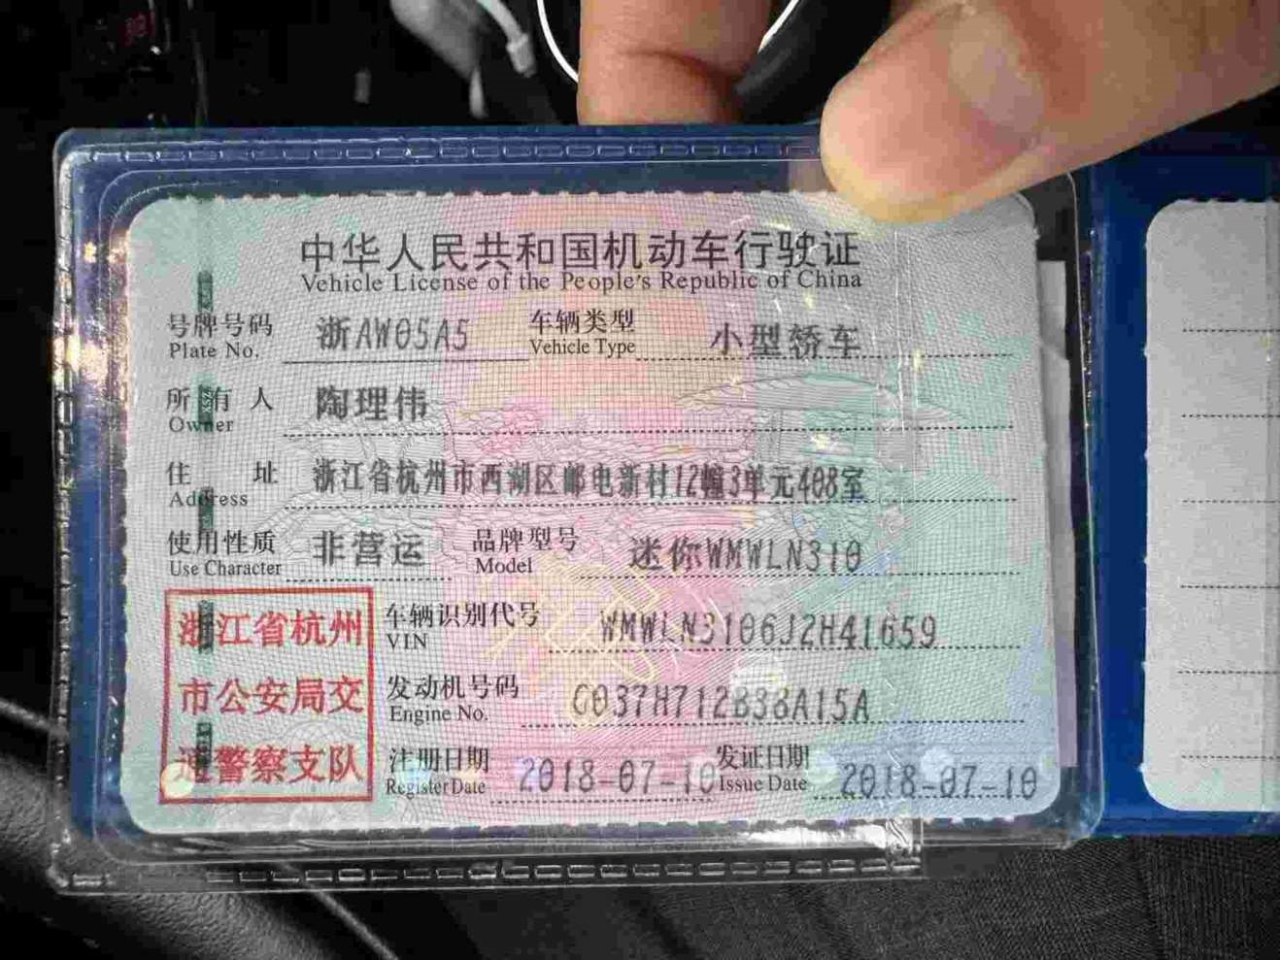 中华人民共和国机动车行驶证
Vehicle License of the People's Republic of China
号牌号码 浙AW05A5 车辆类型 小型轿车
Plate No. Vehicle Type
所有人 陶理伟
Owner
住址 浙江省杭州市西湖区邮电新村12幢3单元408室
Address
使用性质 非营运 品牌型号 迷你WMWLN310
Use Character Model
浙江省杭州
市公安局交
通警察支队
车辆识别代号 WMWLN3106J2H41659
VIN
发动机号码 C037H712B38A15A
Engine No.
注册日期 2018-07-10 发证日期 2018-07-10
Register Date Issue Date